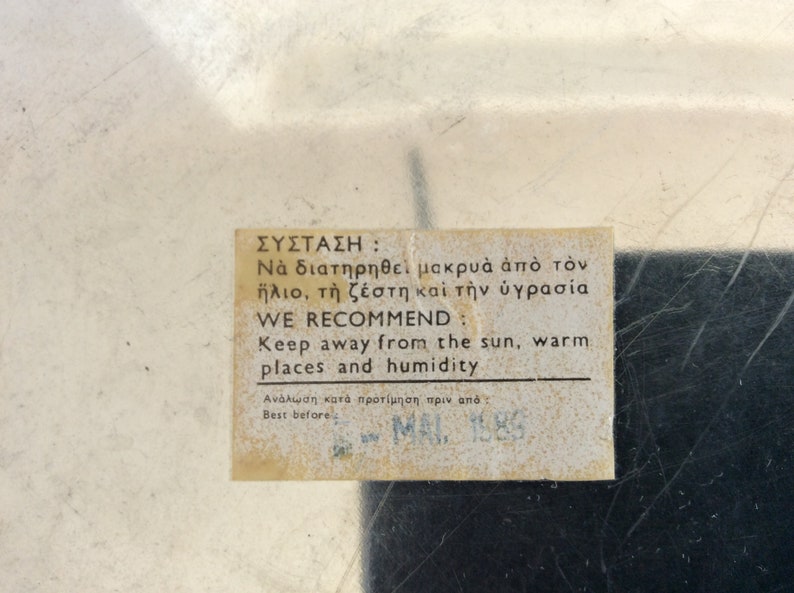 ΣΥΣΤΑΣΗ :
Νὰ διατηρηθεῖ μακρυὰ ἀπὸ τὸν
ἥλιο, τὴ ζέστη καὶ τὴν ὑγρασία
WE RECOMMEND :
Keep away from the sun, warm
places and humidity
Ανάλωση κατά προτίμηση πριν από :
Best before :
- MAI. 1989